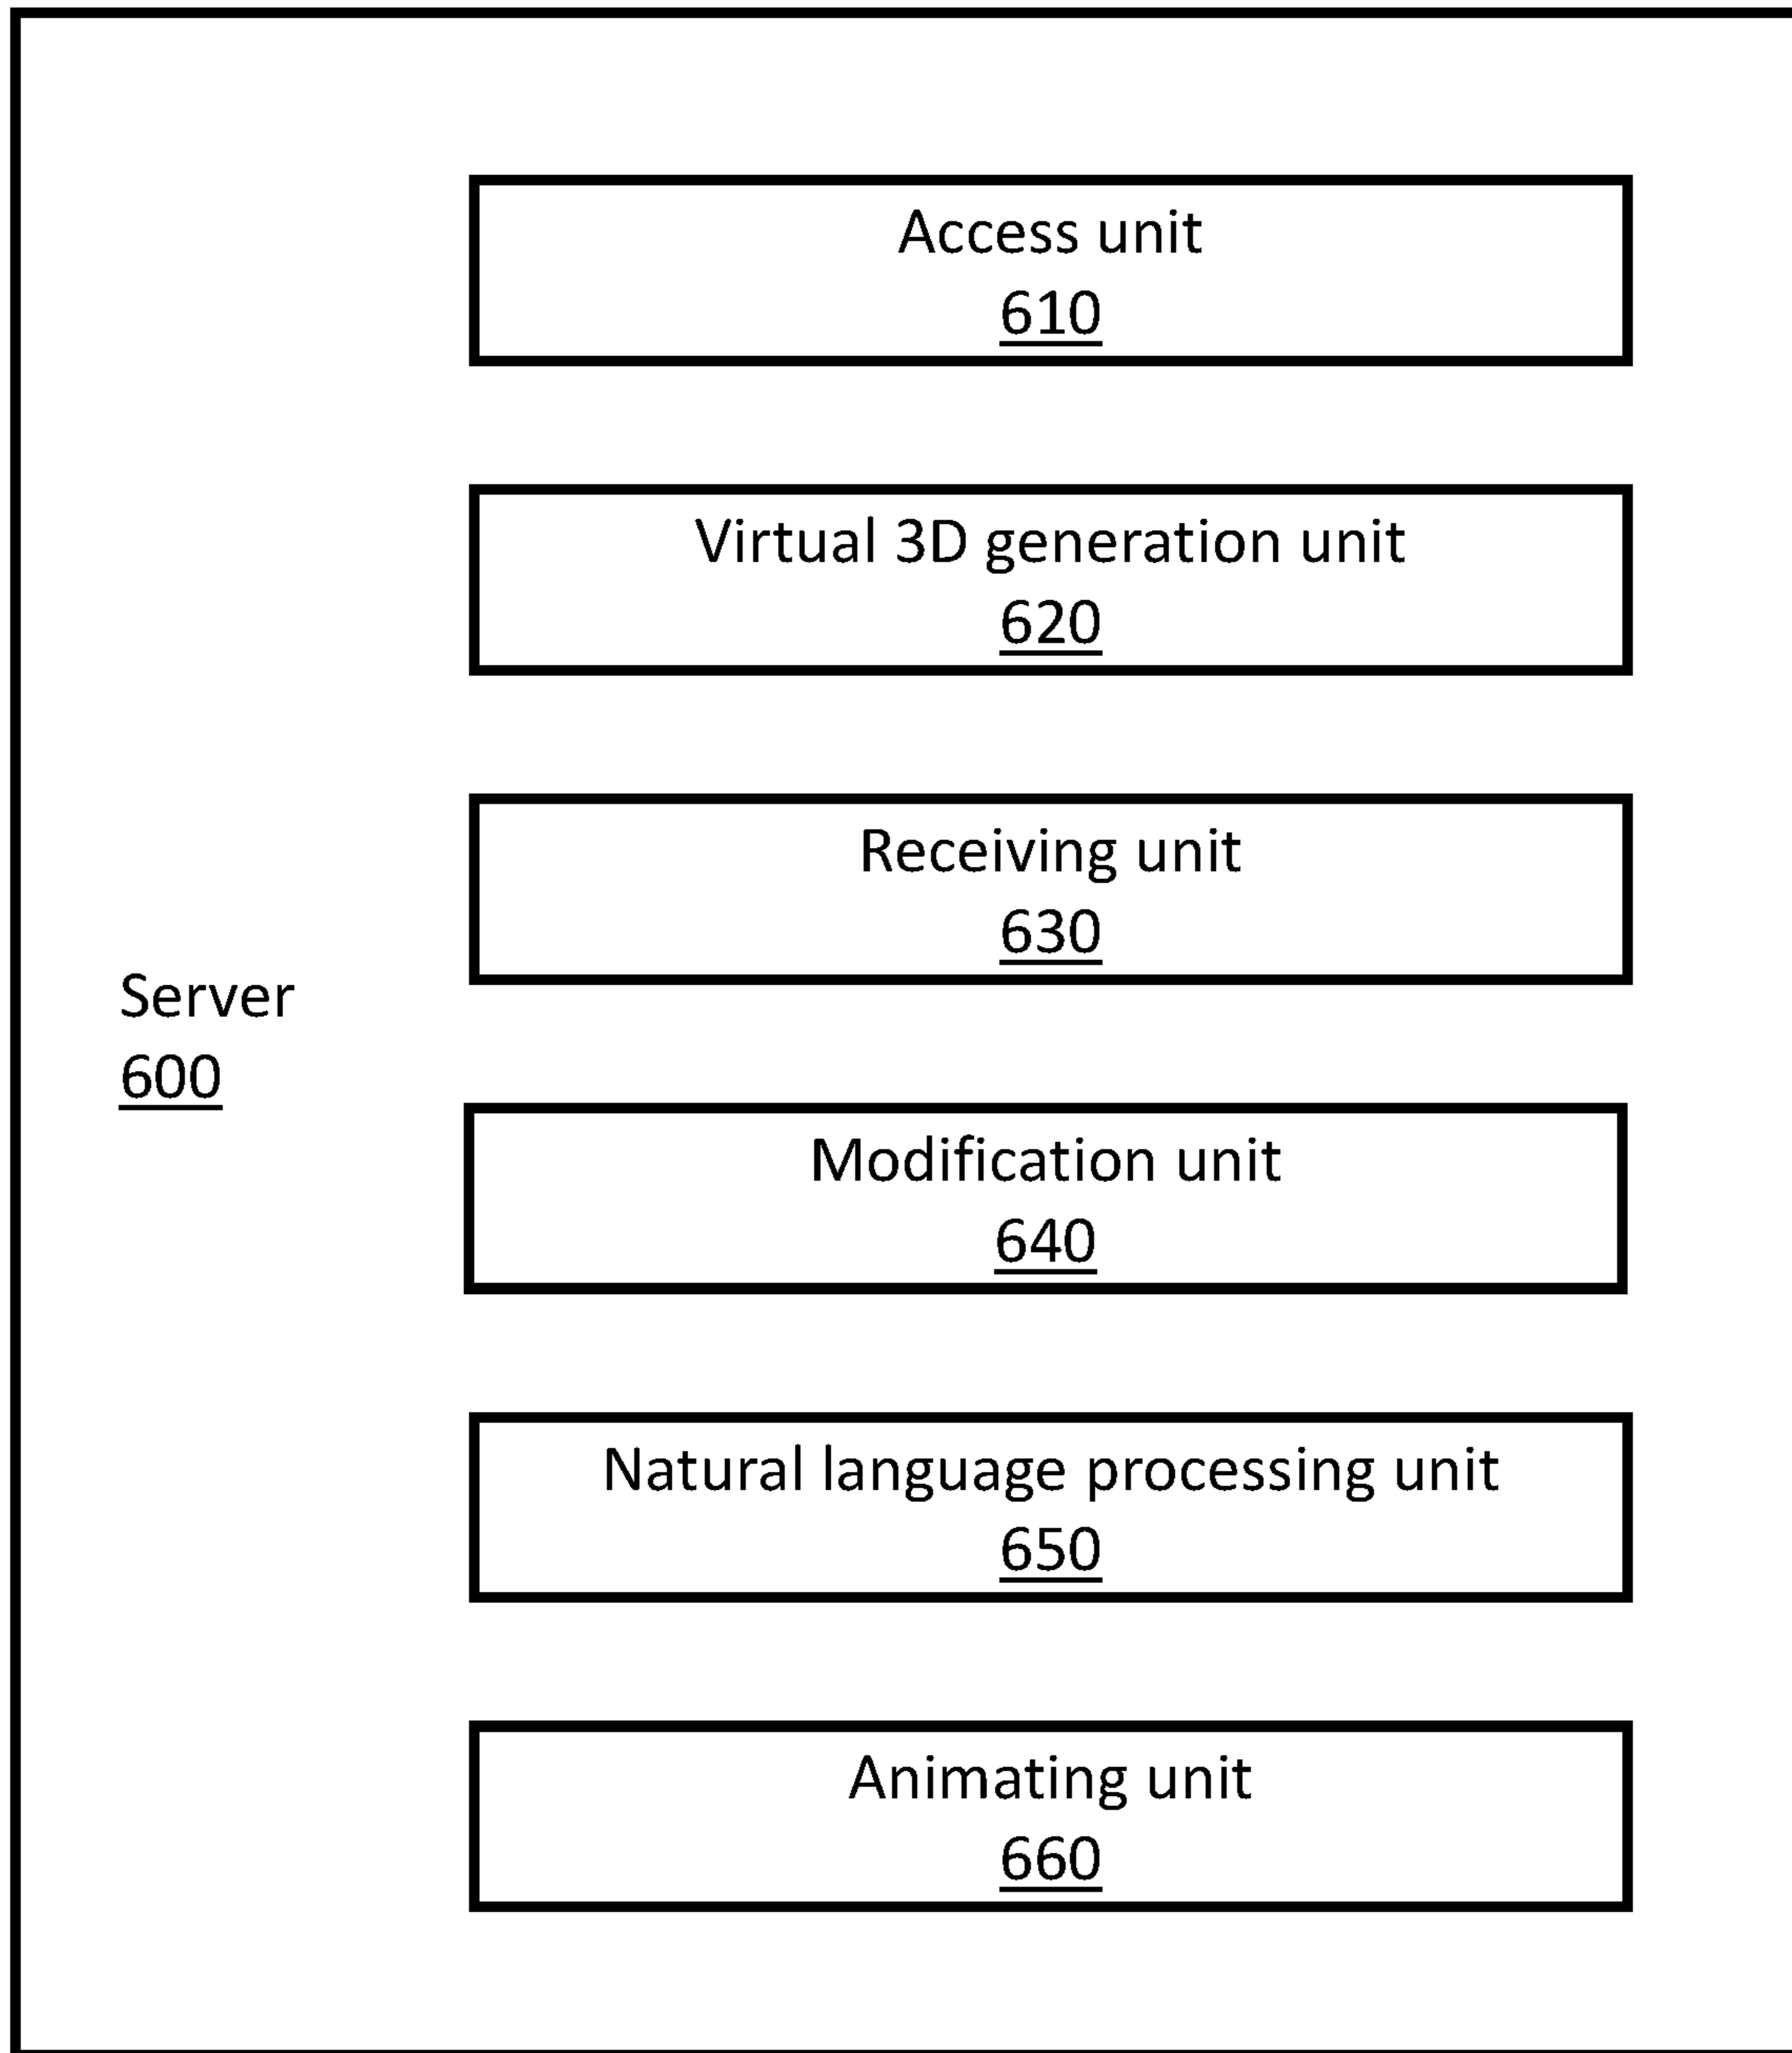 Access unit
610
Virtual 3D generation unit
620
Receiving unit
630
Server
600
Modification unit
640
Natural language processing unit
650
Animating unit
660